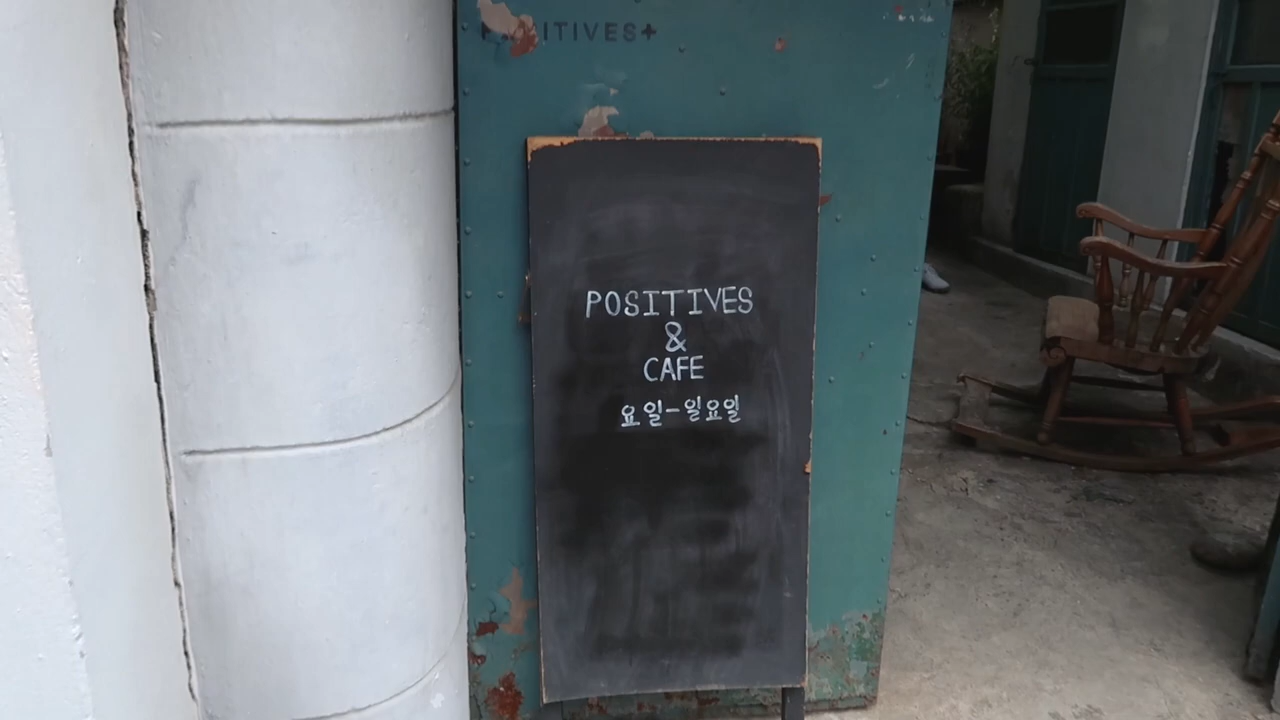 POSITIVES+
POSITIVES
&
CAFE
요일-일요일